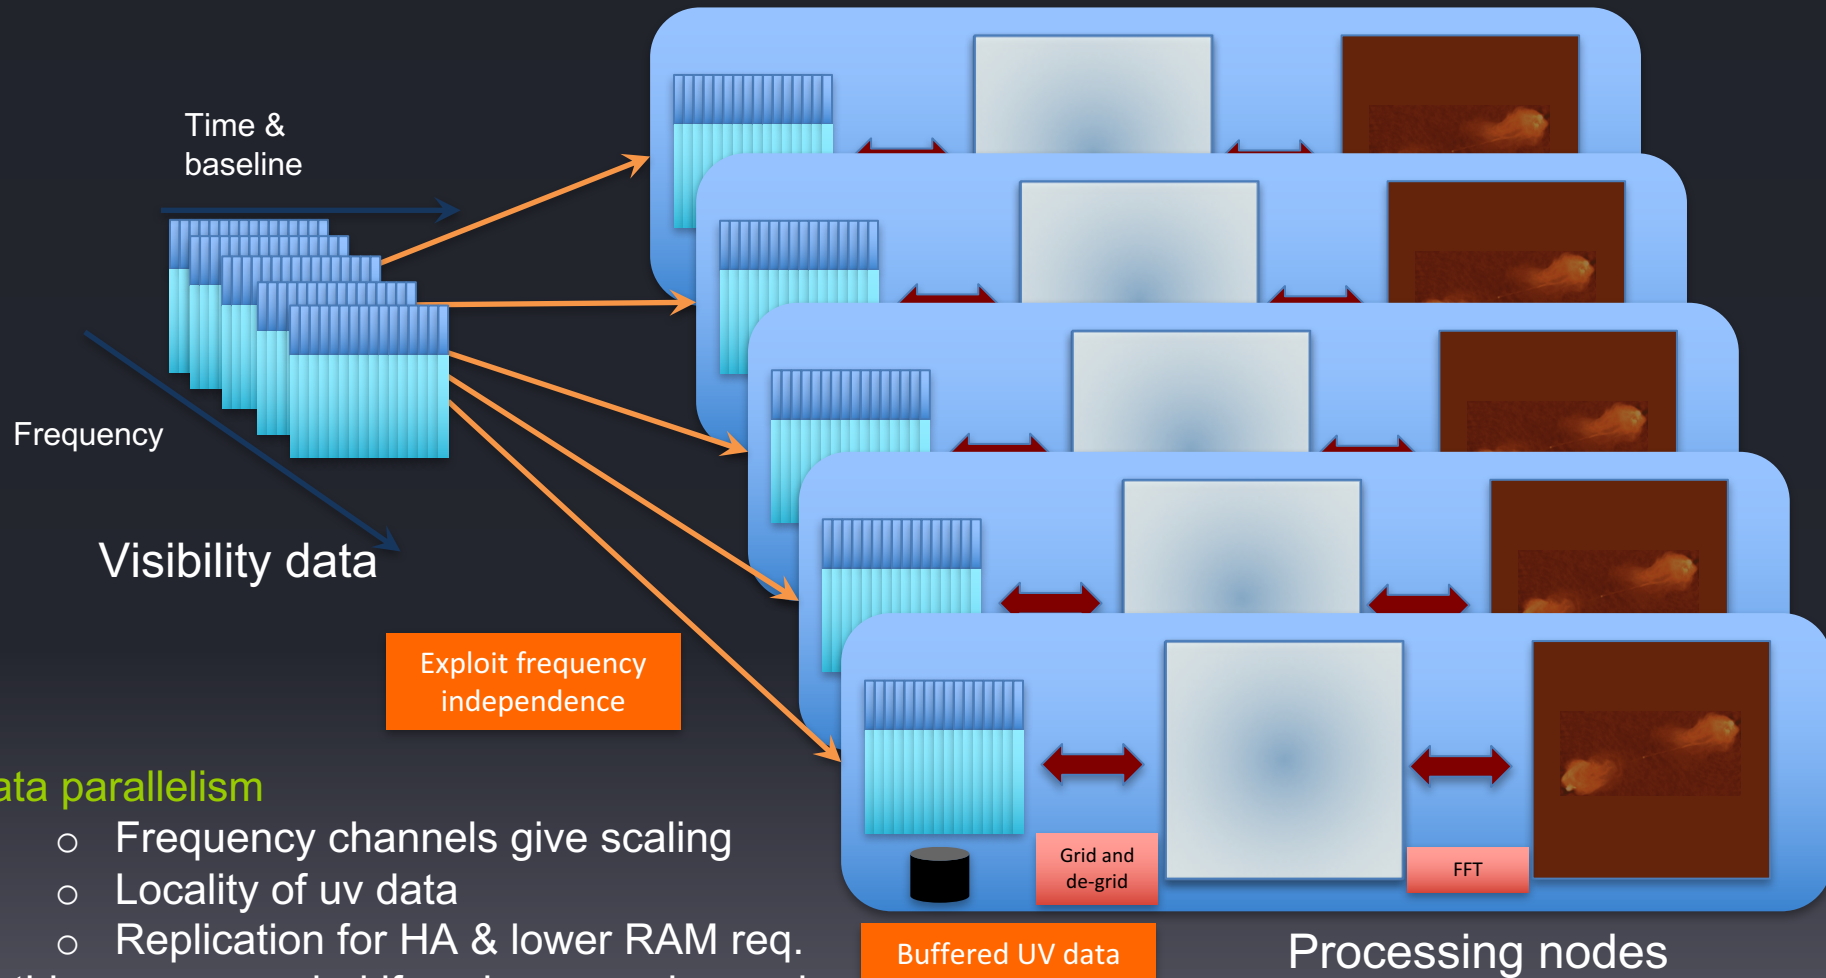 Time &
baseline
Frequency
Visibility data
Exploit frequency
independence
ata parallelism
o Frequency channels give scaling
o Locality of uv data
o Replication for HA & lower RAM req.
Grid and
de-grid
FFT
Buffered UV data
Processing nodes